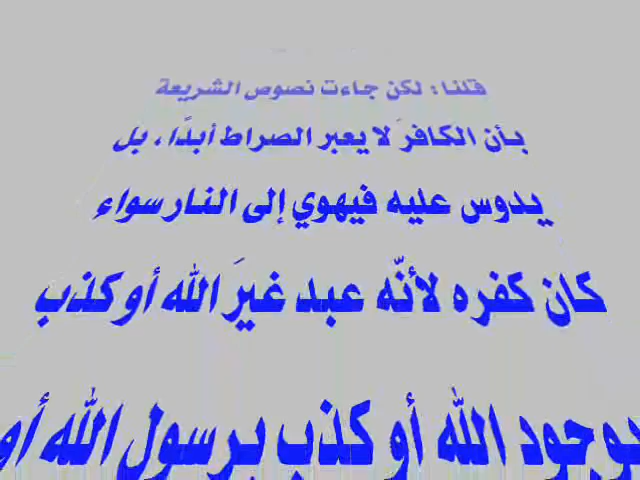 قلنا: لكن جاءت نصوص الشريعة
بأن الكافرَ لا يعبر الصراط أبدًا، بل
يدوس عليه فيهوي إلى النار سواء
كان كفره لأنّه عبد غيرَ الله أو كذب
بوجود الله أو كذب برسول الله أو